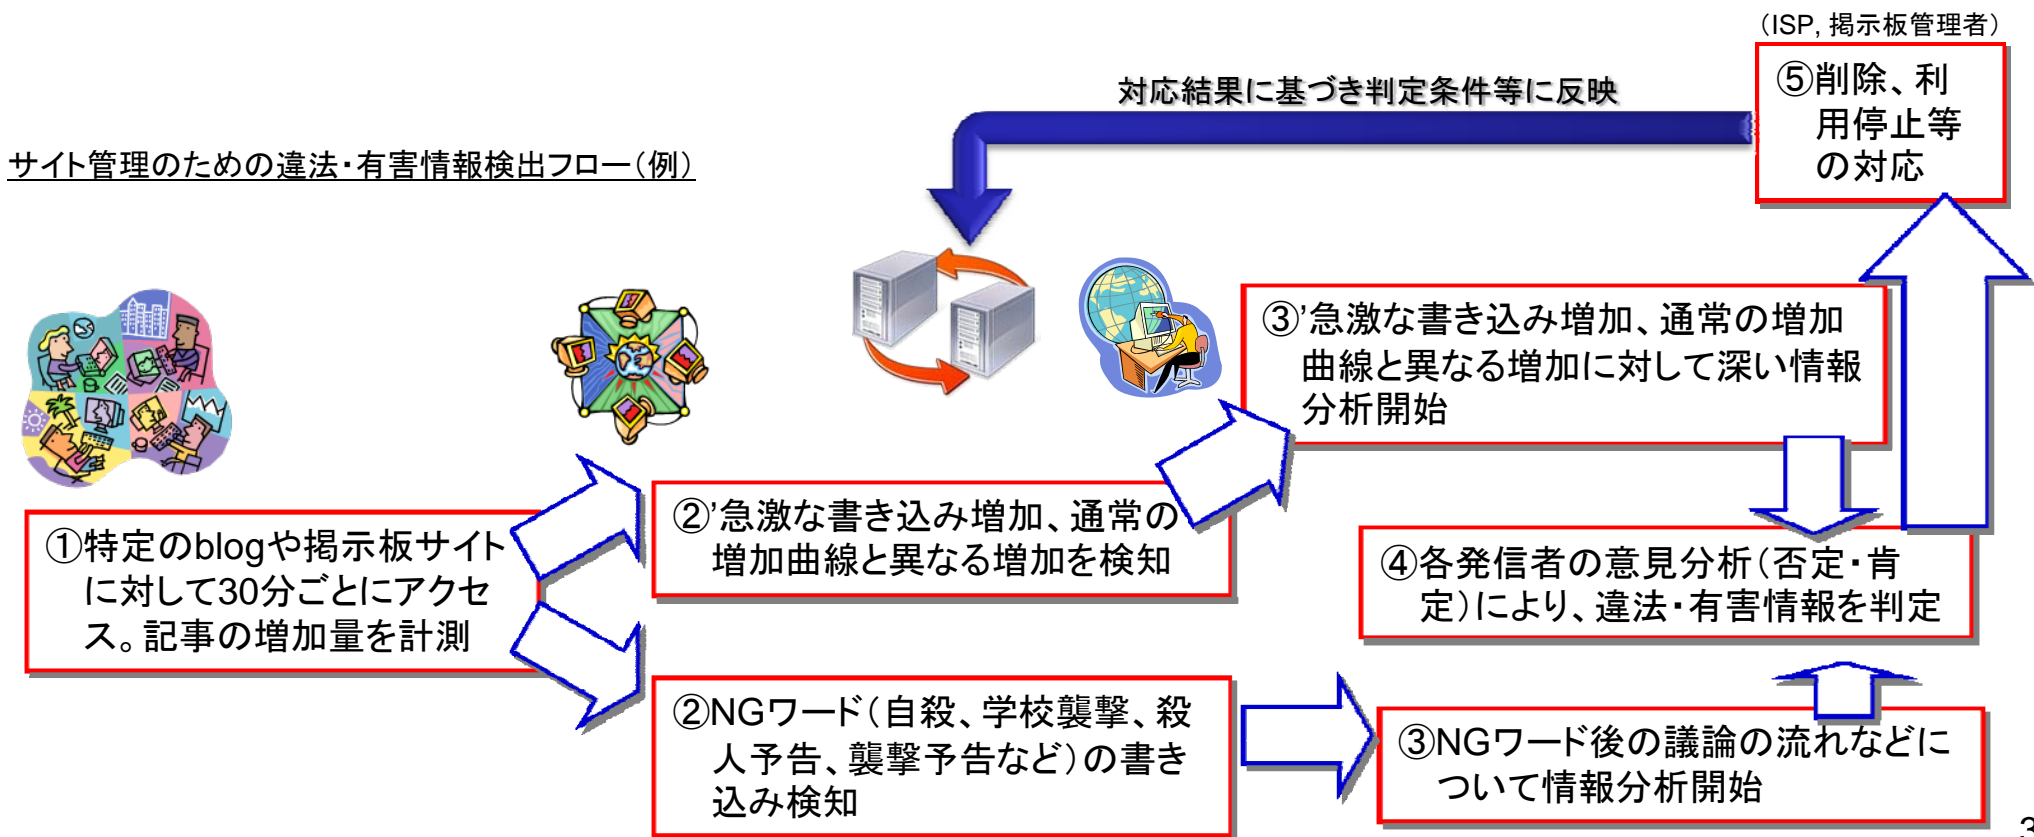 (ISP, 掲示板管理者)
⑤削除、利
用停止等
の対応
対応結果に基づき判定条件等に反映
サイト管理のための違法・有害情報検出フロー(例)
③’急激な書き込み増加、通常の増加
曲線と異なる増加に対して深い情報
分析開始
②’急激な書き込み増加、通常の
増加曲線と異なる増加を検知
①特定のblogや掲示板サイト
に対して30分ごとにアクセ
ス。記事の増加量を計測
④各発信者の意見分析(否定・肯
定)により、違法・有害情報を判定
②NGワード(自殺、学校襲撃、殺
人予告、襲撃予告など)の書き
込み検知
③NGワード後の議論の流れなどに
ついて情報分析開始
3